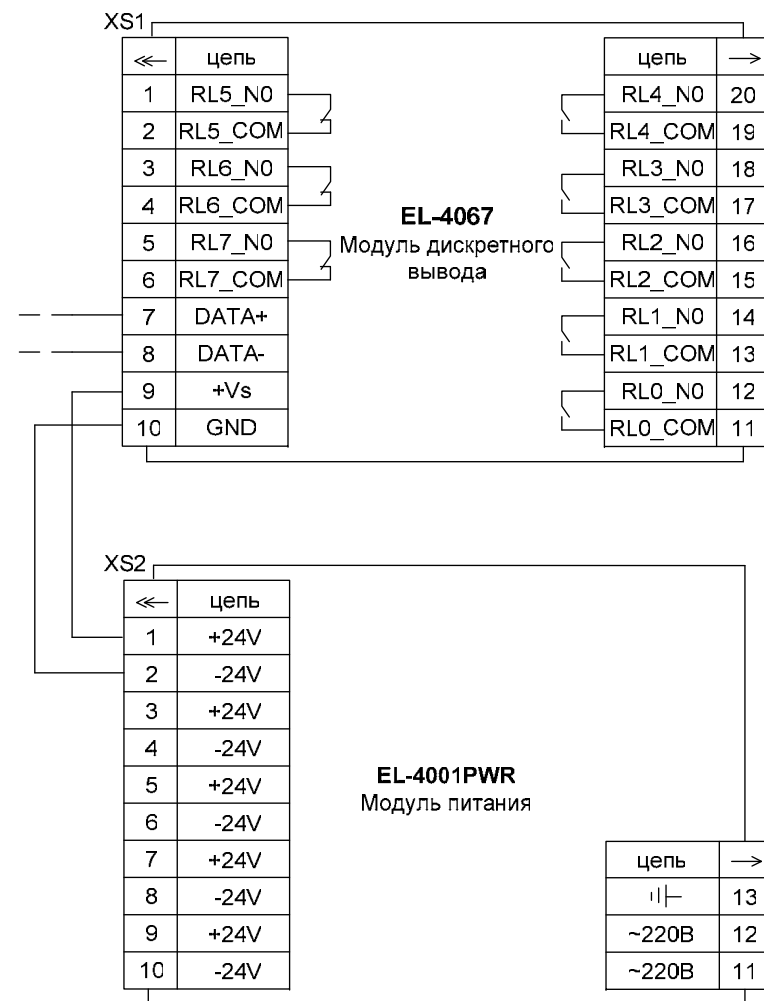 XS1
цепь
1 RL5_N0
2 RL5_COM
3 RL6_N0
4 RL6_COM
5 RL7_N0
6 RL7_COM
7 DATA+
8 DATA-
9 +Vs
10 GND
EL-4067
Модуль дискретного
вывода
цепь
RL4_N0 20
RL4_COM 19
RL3_N0 18
RL3_COM 17
RL2_N0 16
RL2_COM 15
RL1_N0 14
RL1_COM 13
RL0_N0 12
RL0_COM 11
XS2
цепь
1 +24V
2 -24V
3 +24V
4 -24V
5 +24V
6 -24V
7 +24V
8 -24V
9 +24V
10 -24V
EL-4001PWR
Модуль питания
цепь
13
~220В 12
~220В 11